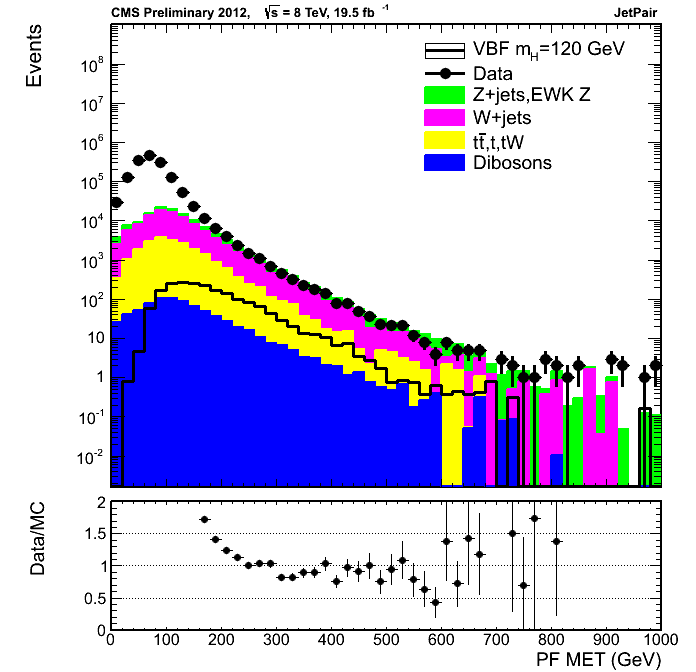 CMS Preliminary 2012, √s = 8 TeV, 19.5 fb⁻¹ JetPair
Events
10⁸
10⁷
10⁶
10⁵
10⁴
10³
10²
10
1
10⁻¹
10⁻²
VBF m_H=120 GeV
Data
Z+jets,EWK Z
W+jets
tt̄,t,tW
Dibosons
Data/MC
2
1.5
1
0.5
0
0 100 200 300 400 500 600 700 800 900 1000
PF MET (GeV)